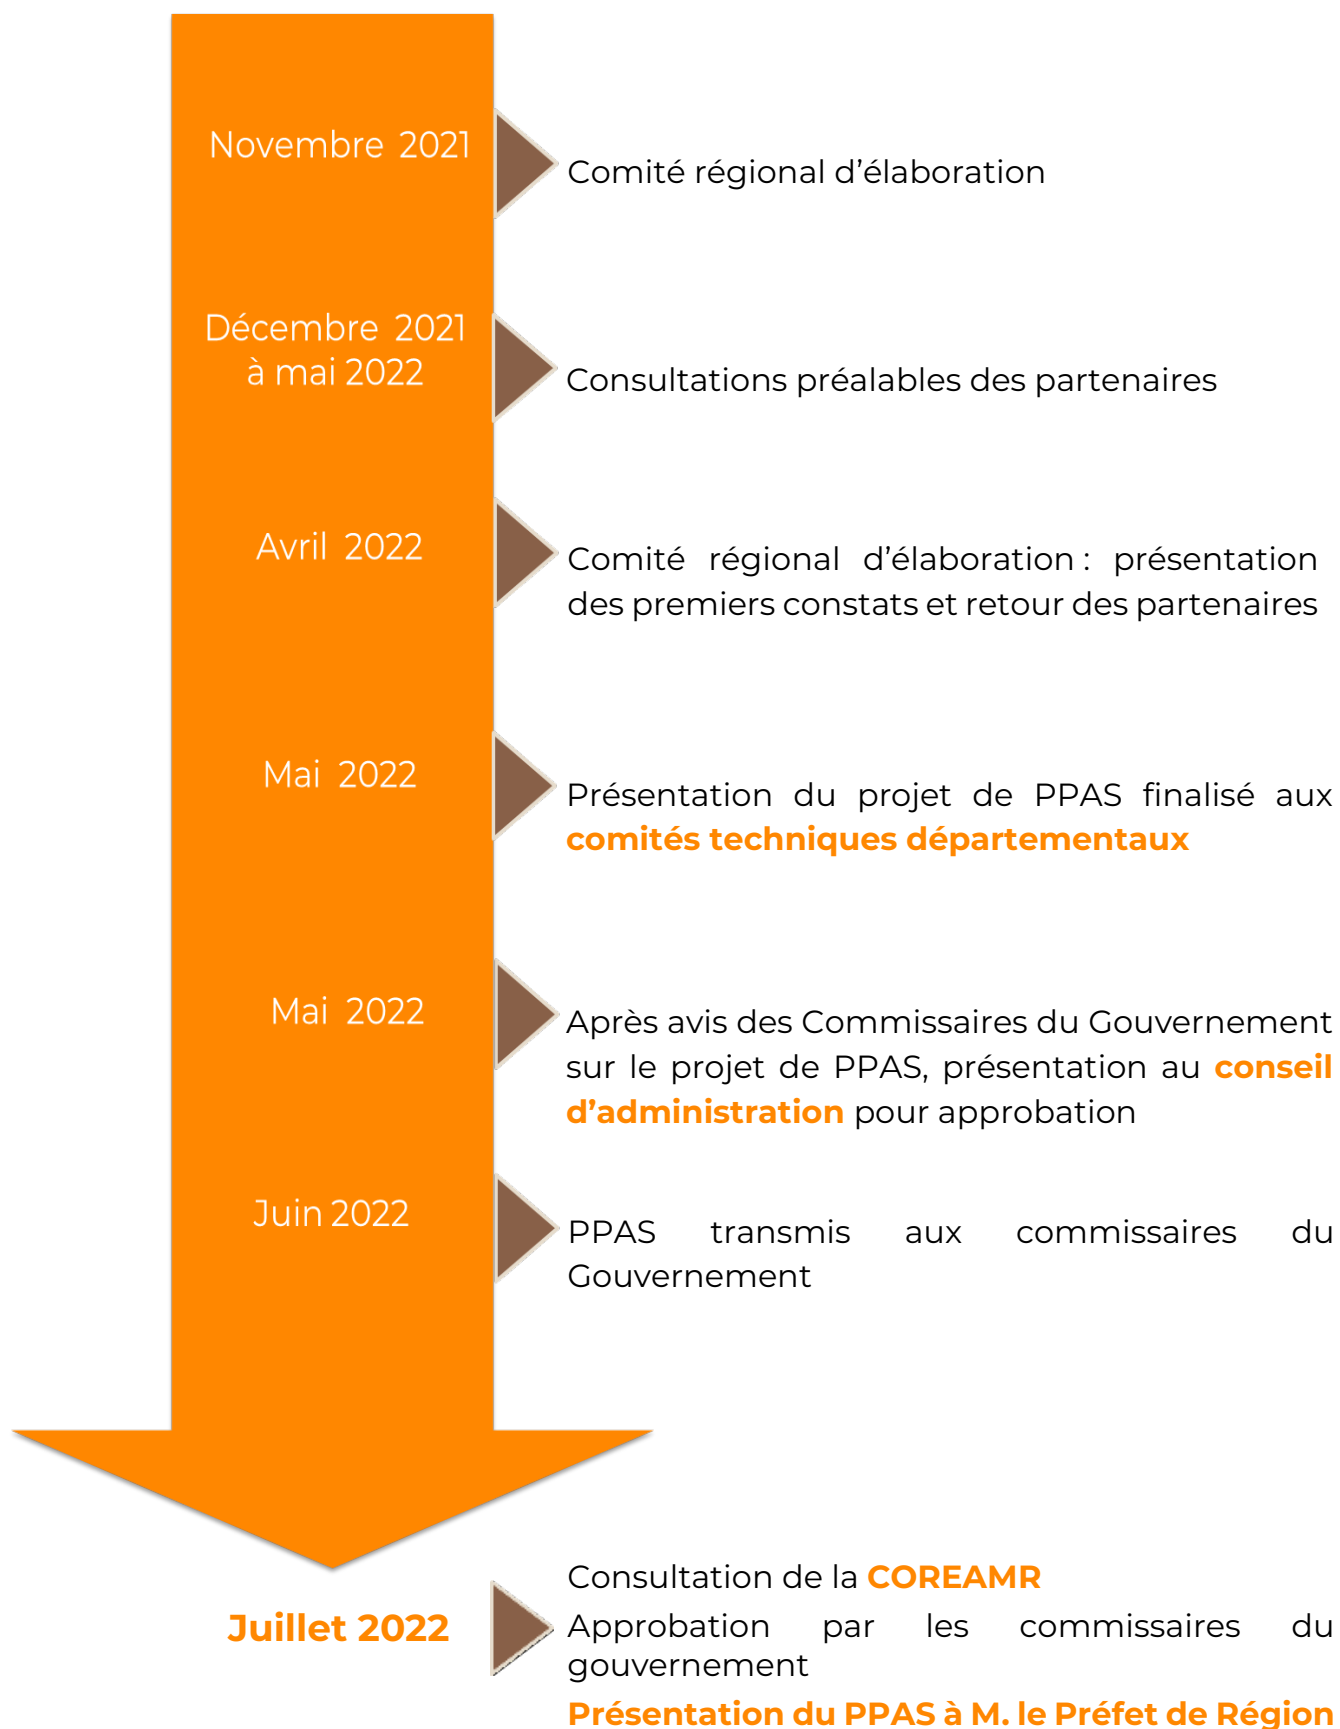 Novembre 2021
Comité régional d’élaboration
Décembre 2021
à mai 2022
Consultations préalables des partenaires
Avril 2022
Comité régional d’élaboration : présentation
des premiers constats et retour des partenaires
Mai 2022
Présentation du projet de PPAS finalisé aux
comités techniques départementaux
Mai 2022
Après avis des Commissaires du Gouvernement
sur le projet de PPAS, présentation au conseil
d’administration pour approbation
Juin 2022
PPAS transmis aux commissaires du
Gouvernement
Juillet 2022
Consultation de la COREAMR
Approbation par les commissaires du
gouvernement
Présentation du PPAS à M. le Préfet de Région